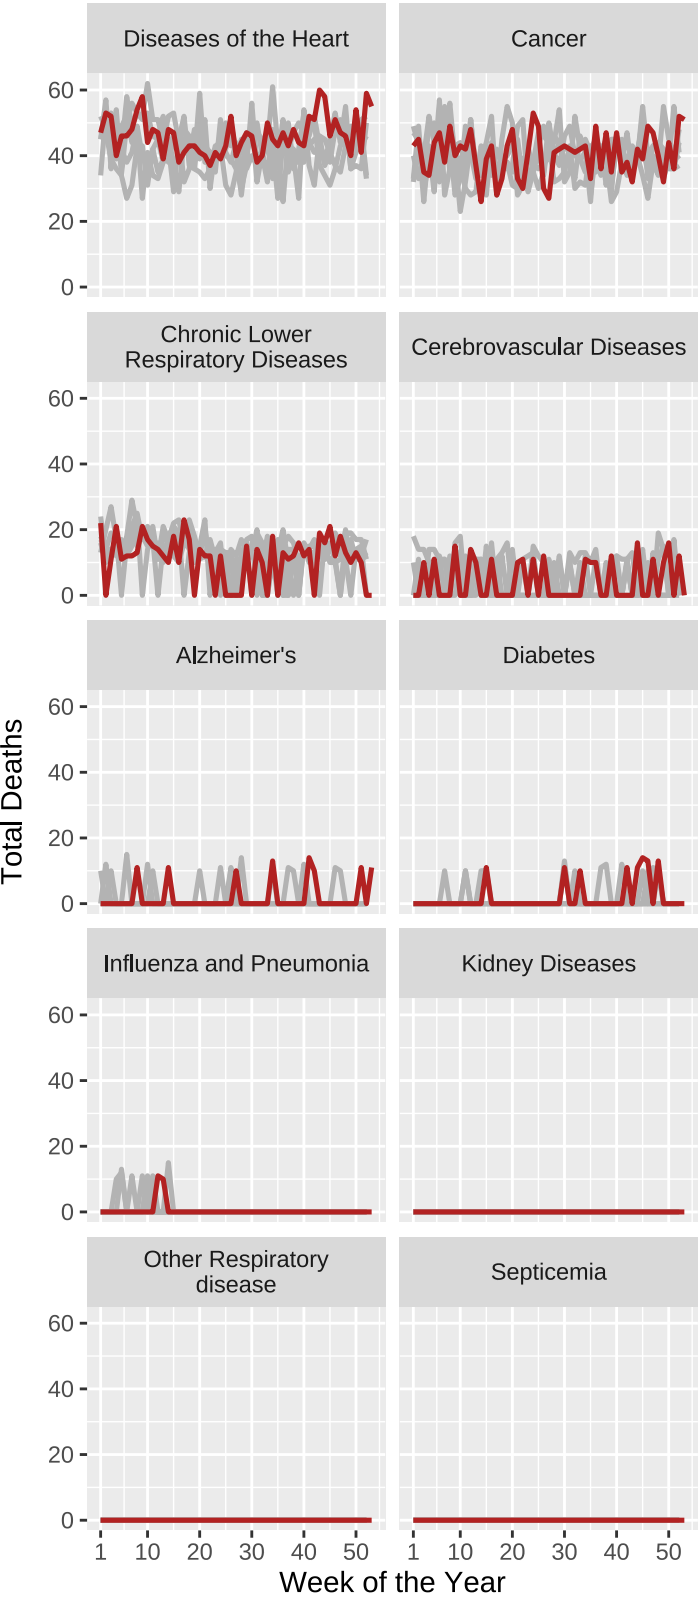 Diseases of the Heart
Cancer
60
40
20
0
Chronic Lower
Respiratory Diseases
Cerebrovascular Diseases
60
40
20
0
Alzheimer's
Diabetes
60
40
20
0
Total Deaths
Influenza and Pneumonia
Kidney Diseases
60
40
20
0
Other Respiratory
disease
Septicemia
60
40
20
0
1 10 20 30 40 50
1 10 20 30 40 50
Week of the Year